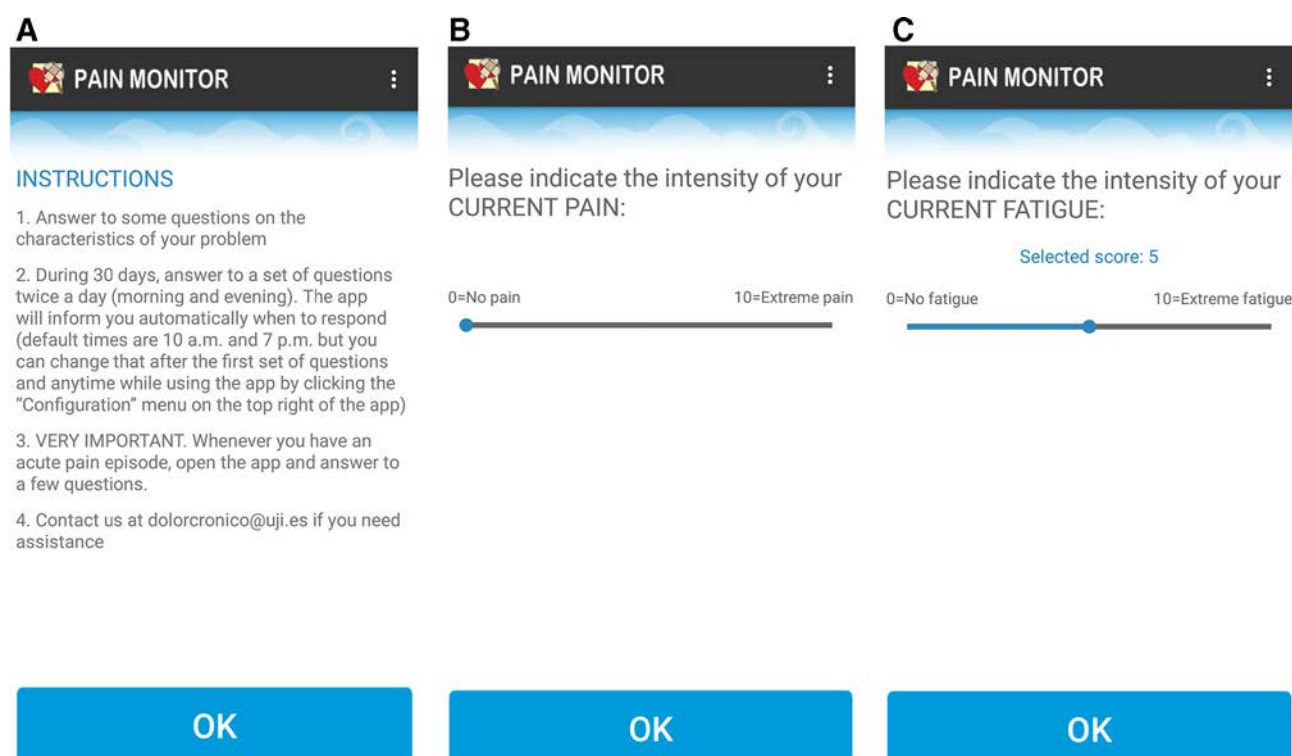 A
PAIN MONITOR
INSTRUCTIONS
1. Answer to some questions on the
characteristics of your problem
2. During 30 days, answer to a set of questions
twice a day (morning and evening). The app
will inform you automatically when to respond
(default times are 10 a.m. and 7 p.m. but you
can change that after the first set of questions
and anytime while using the app by clicking the
“Configuration” menu on the top right of the app)
3. VERY IMPORTANT. Whenever you have an
acute pain episode, open the app and answer to
a few questions.
4. Contact us at dolorcronico@uji.es if you need
assistance
OK
B
PAIN MONITOR
Please indicate the intensity of your
CURRENT PAIN:
0=No pain 10=Extreme pain
OK
C
PAIN MONITOR
Please indicate the intensity of your
CURRENT FATIGUE:
Selected score: 5
0=No fatigue 10=Extreme fatigue
OK